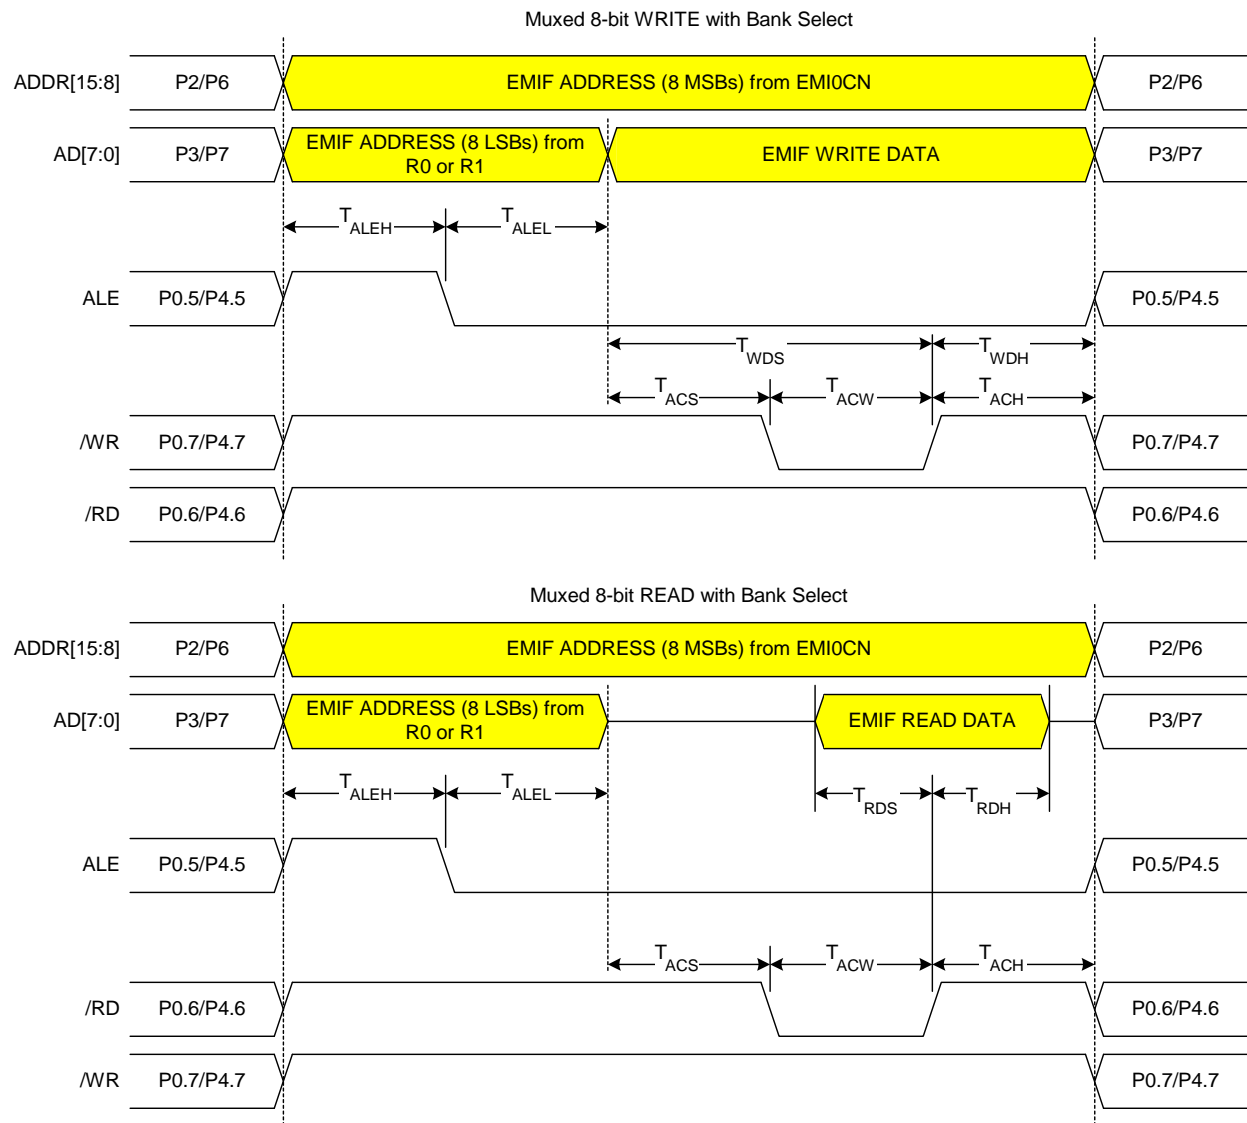 Muxed 8-bit WRITE with Bank Select
ADDR[15:8] P2/P6 EMIF ADDRESS (8 MSBs) from EMI0CN P2/P6
AD[7:0] P3/P7 EMIF ADDRESS (8 LSBs) from R0 or R1 EMIF WRITE DATA P3/P7
TALEH TALEL
ALE P0.5/P4.5 P0.5/P4.5
TWDS TWDH
TACS TACW TACH
/WR P0.7/P4.7 P0.7/P4.7
/RD P0.6/P4.6 P0.6/P4.6
Muxed 8-bit READ with Bank Select
ADDR[15:8] P2/P6 EMIF ADDRESS (8 MSBs) from EMI0CN P2/P6
AD[7:0] P3/P7 EMIF ADDRESS (8 LSBs) from R0 or R1 EMIF READ DATA P3/P7
TALEH TALEL TRDS TRDH
ALE P0.5/P4.5 P0.5/P4.5
TACS TACW TACH
/RD P0.6/P4.6 P0.6/P4.6
/WR P0.7/P4.7 P0.7/P4.7